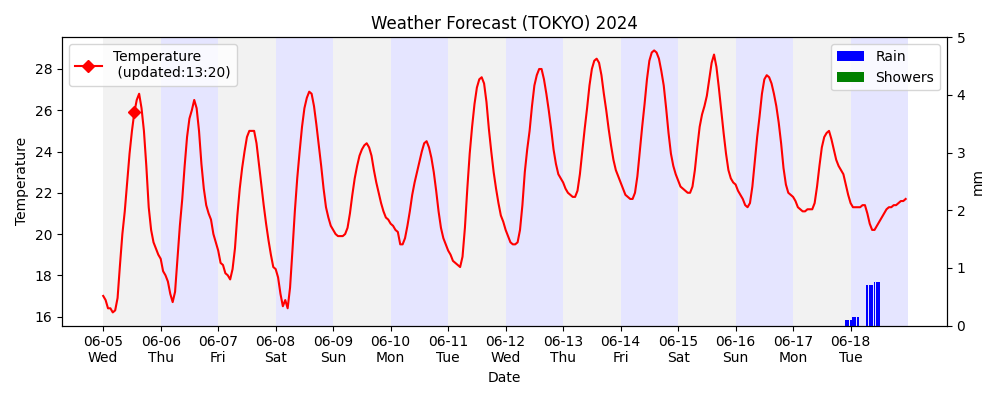 Weather Forecast (TOKYO) 2024
Temperature
(updated:13:20)
Rain
Showers
Temperature
28
26
24
22
20
18
16
5
4
3
2
1
0
mm
06-05 06-06 06-07 06-08 06-09 06-10 06-11 06-12 06-13 06-14 06-15 06-16 06-17 06-18
Wed Thu Fri Sat Sun Mon Tue Wed Thu Fri Sat Sun Mon Tue
Date